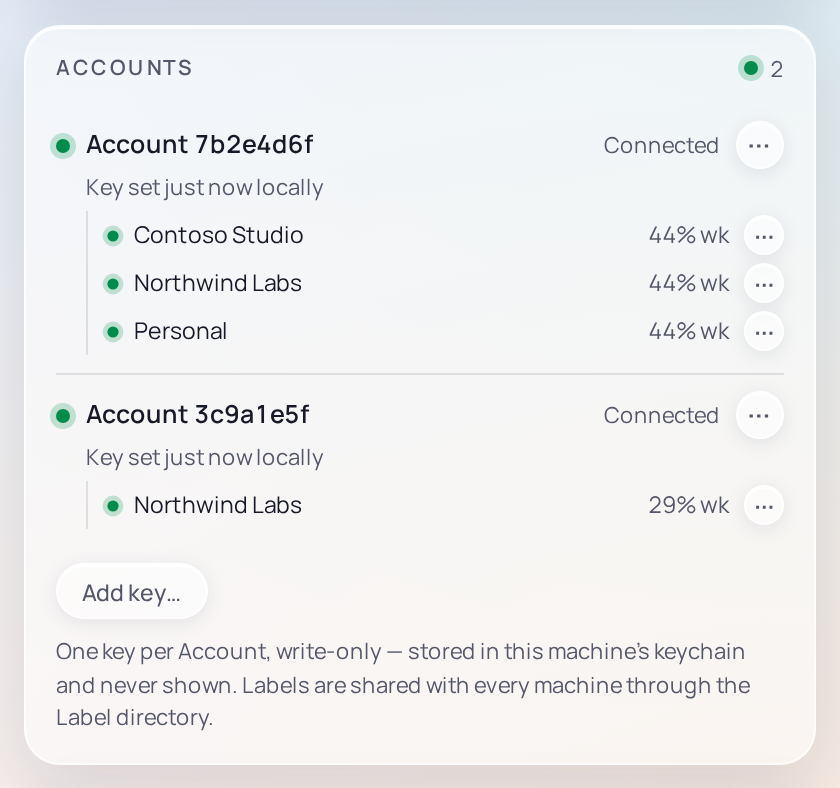 ACCOUNTS 2
Account 7b2e4d6f Connected ...
Key set just now locally
Contoso Studio 44% wk ...
Northwind Labs 44% wk ...
Personal 44% wk ...
Account 3c9a1e5f Connected ...
Key set just now locally
Northwind Labs 29% wk ...
Add key…
One key per Account, write-only — stored in this machine’s keychain
and never shown. Labels are shared with every machine through the
Label directory.